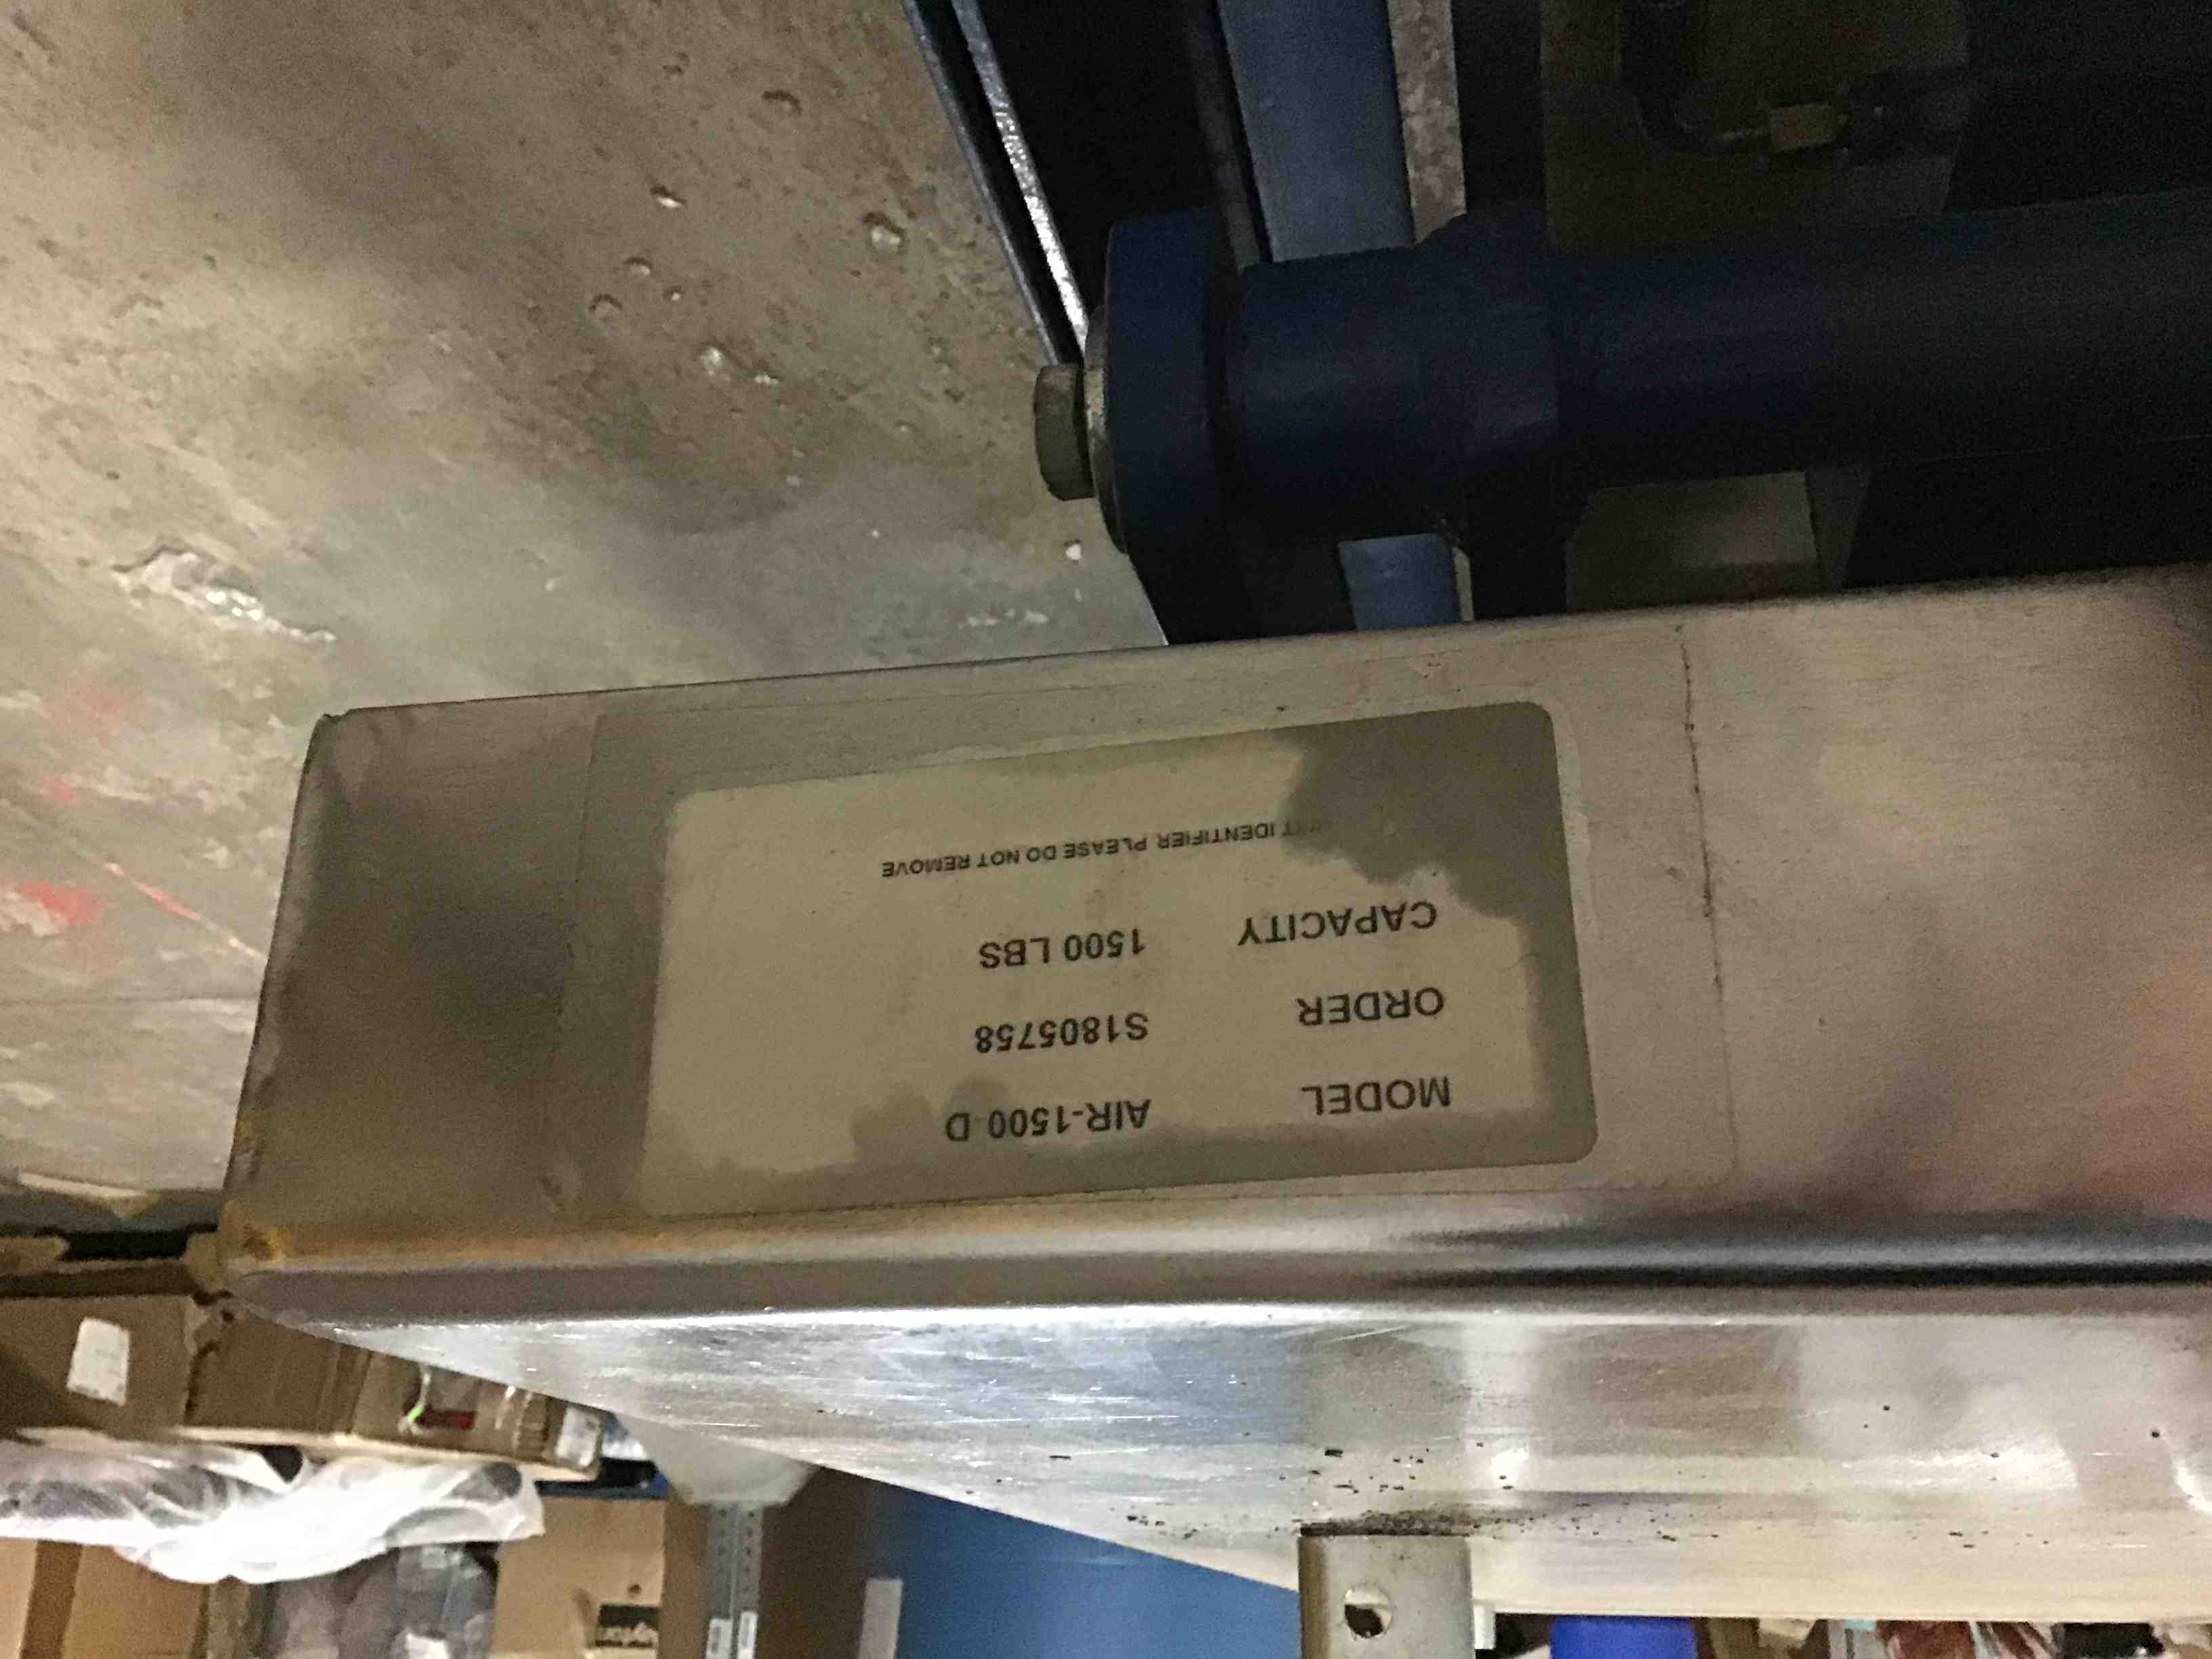 MODEL AIR-1500 D
ORDER S1805758
CAPACITY 1500 LBS
IDENTIFIER PLEASE DO NOT REMOVE